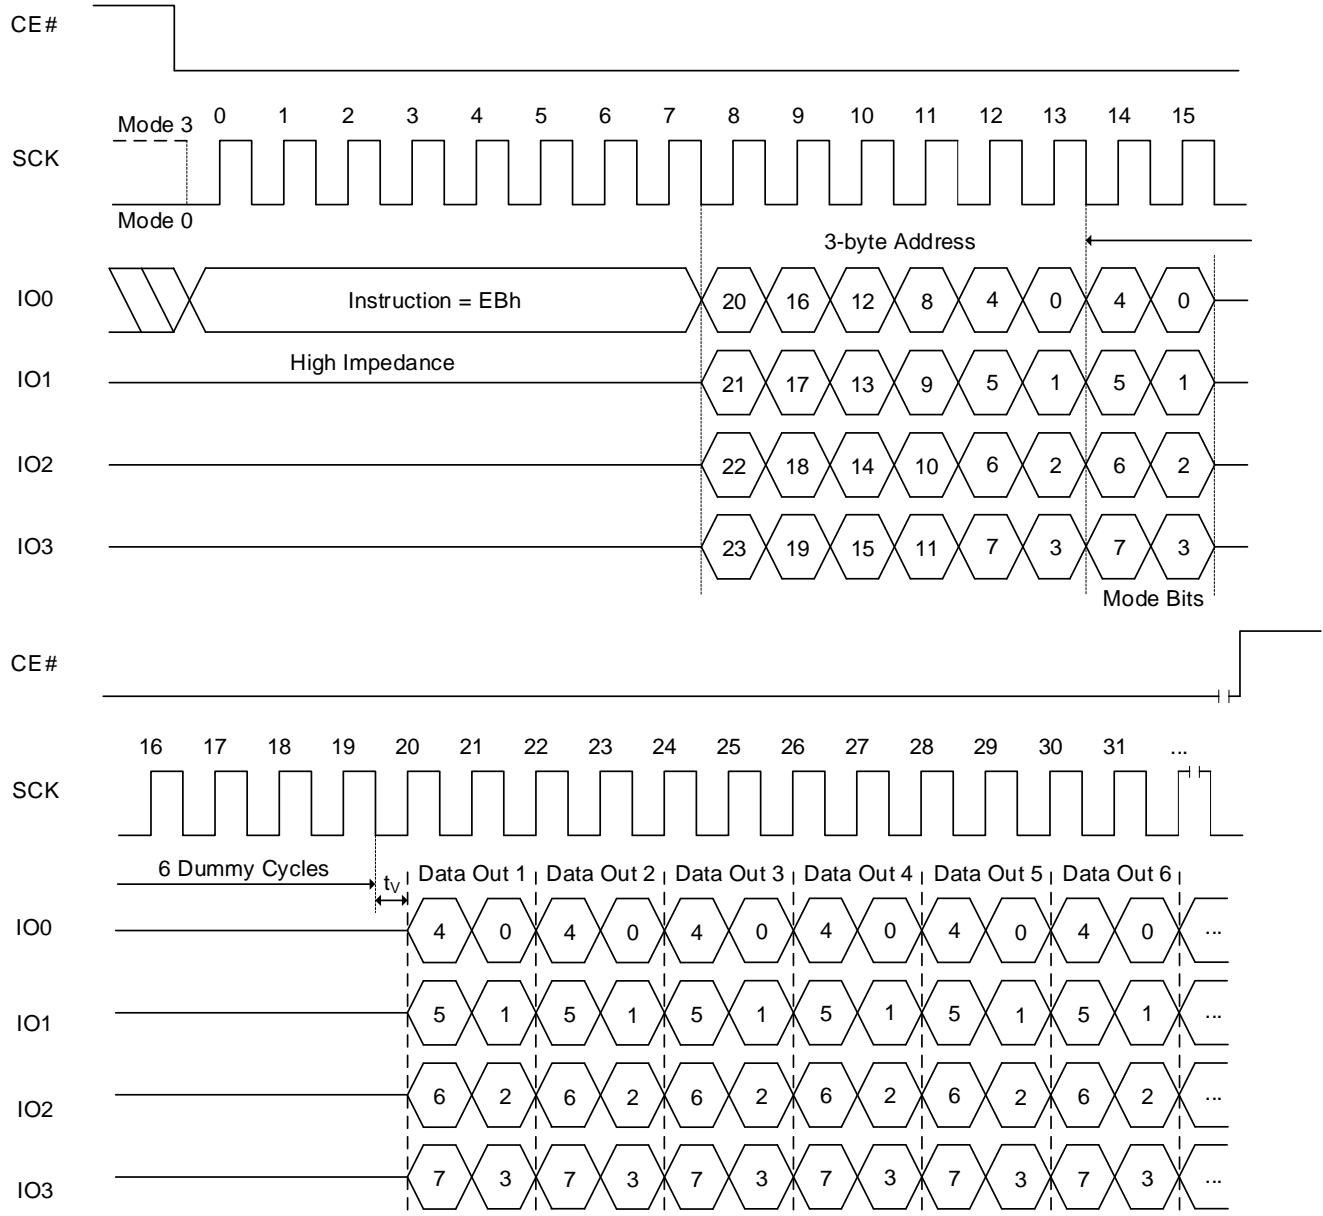 CE#
0 1 2 3 4 5 6 7 8 9 10 11 12 13 14 15
Mode 3
SCK
Mode 0
3-byte Address
IO0 Instruction = EBh 20 16 12 8 4 0 4 0
High Impedance
IO1 21 17 13 9 5 1 5 1
IO2 22 18 14 10 6 2 6 2
IO3 23 19 15 11 7 3 7 3
Mode Bits
CE#
16 17 18 19 20 21 22 23 24 25 26 27 28 29 30 31 ...
SCK
6 Dummy Cycles tV Data Out 1 Data Out 2 Data Out 3 Data Out 4 Data Out 5 Data Out 6
IO0 4 0 4 0 4 0 4 0 4 0 4 0 ...
IO1 5 1 5 1 5 1 5 1 5 1 5 1 ...
IO2 6 2 6 2 6 2 6 2 6 2 6 2 ...
IO3 7 3 7 3 7 3 7 3 7 3 7 3 ...